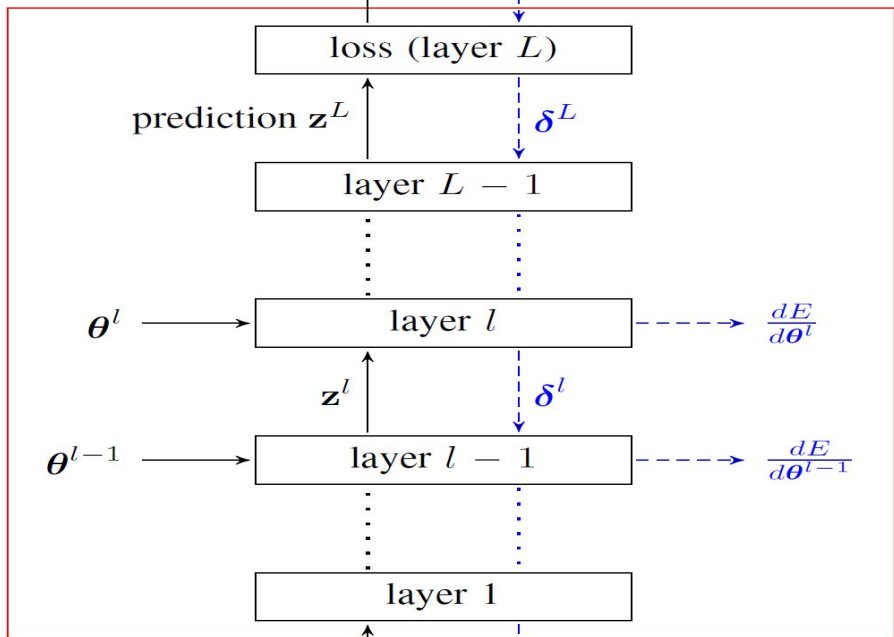 loss (layer L)
prediction z^L
δ^L
layer L − 1
θ^l
layer l
dE/dθ^l
z^l
δ^l
θ^{l−1}
layer l − 1
dE/dθ^{l−1}
layer 1